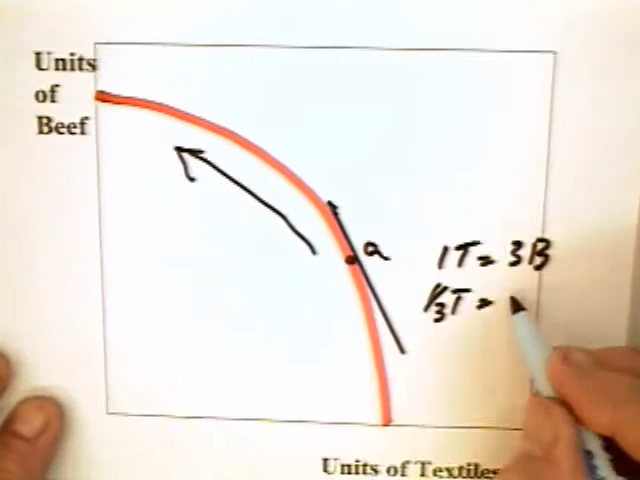 Units
of
Beef
a
1T = 3B
1/3T =
Units of Textiles